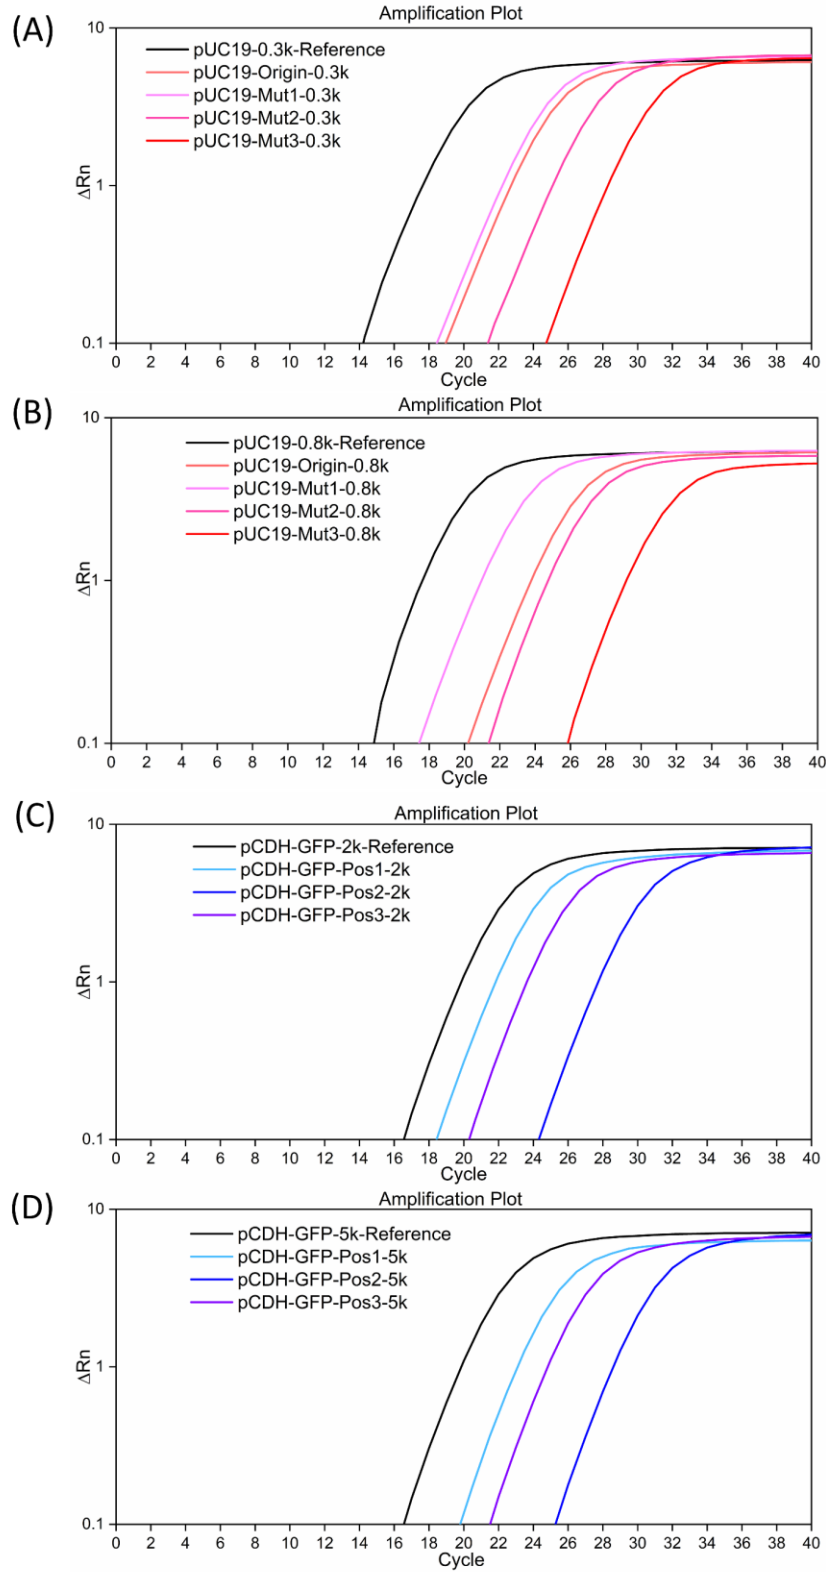 (A)
Amplification Plot
10
pUC19-0.3k-Reference
pUC19-Origin-0.3k
pUC19-Mut1-0.3k
pUC19-Mut2-0.3k
pUC19-Mut3-0.3k
ΔRn
1
0.1
0 2 4 6 8 10 12 14 16 18 20 22 24 26 28 30 32 34 36 38 40
Cycle
(B)
Amplification Plot
10
pUC19-0.8k-Reference
pUC19-Origin-0.8k
pUC19-Mut1-0.8k
pUC19-Mut2-0.8k
pUC19-Mut3-0.8k
ΔRn
1
0.1
0 2 4 6 8 10 12 14 16 18 20 22 24 26 28 30 32 34 36 38 40
Cycle
(C)
Amplification Plot
10
pCDH-GFP-2k-Reference
pCDH-GFP-Pos1-2k
pCDH-GFP-Pos2-2k
pCDH-GFP-Pos3-2k
ΔRn
1
0.1
0 2 4 6 8 10 12 14 16 18 20 22 24 26 28 30 32 34 36 38 40
Cycle
(D)
Amplification Plot
10
pCDH-GFP-5k-Reference
pCDH-GFP-Pos1-5k
pCDH-GFP-Pos2-5k
pCDH-GFP-Pos3-5k
ΔRn
1
0.1
0 2 4 6 8 10 12 14 16 18 20 22 24 26 28 30 32 34 36 38 40
Cycle